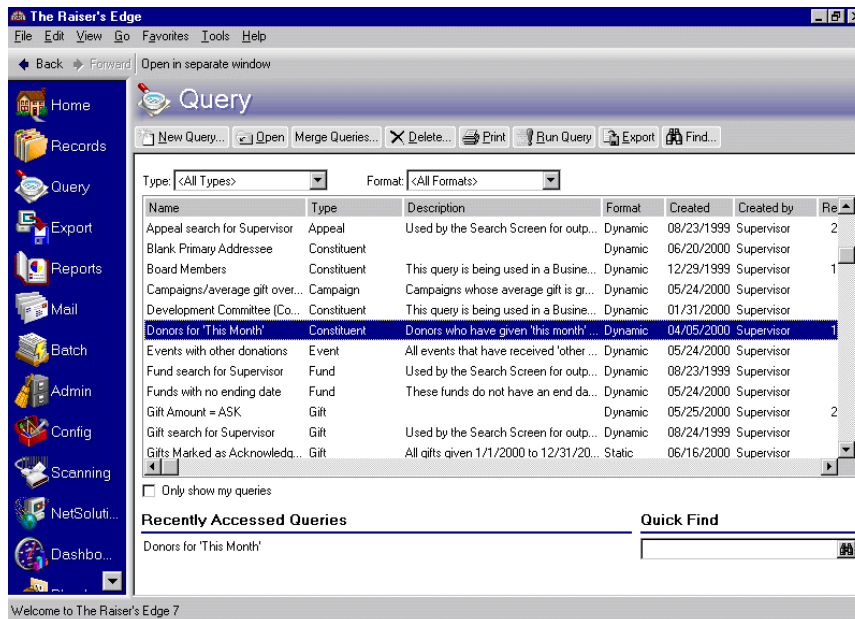 The Raiser's Edge
File Edit View Go Favorites Tools Help
Back Forward Open in separate window
Home
Records
Query
Export
Reports
Mail
Batch
Admin
Config
Scanning
NetSoluti...
Dashbo...
Query
New Query... Open Merge Queries... Delete... Print Run Query Export Find...
Type: <All Types> Format: <All Formats>
Name Type Description Format Created Created by Re
Appeal search for Supervisor Appeal Used by the Search Screen for outp... Dynamic 08/23/1999 Supervisor 2
Blank Primary Addressee Constituent Dynamic 06/20/2000 Supervisor
Board Members Constituent This query is being used in a Busine... Dynamic 12/29/1999 Supervisor 1
Campaigns/average gift over... Campaign Campaigns whose average gift is gr... Dynamic 05/24/2000 Supervisor
Development Committee (Co... Constituent This query is being used in a Busine... Dynamic 01/31/2000 Supervisor
Donors for 'This Month' Constituent Donors who have given 'this month' ... Dynamic 04/05/2000 Supervisor 1
Events with other donations Event All events that have received 'other ... Dynamic 05/24/2000 Supervisor
Fund search for Supervisor Fund Used by the Search Screen for outp... Dynamic 08/23/1999 Supervisor
Funds with no ending date Fund These funds do not have an end da... Dynamic 05/24/2000 Supervisor
Gift Amount = ASK Gift Dynamic 05/25/2000 Supervisor 2
Gift search for Supervisor Gift Used by the Search Screen for outp... Dynamic 08/24/1999 Supervisor
Gifts Marked as Acknowledg... Gift All gifts given 1/1/2000 to 12/31/20... Static 06/16/2000 Supervisor
Only show my queries
Recently Accessed Queries Quick Find
Donors for 'This Month'
Welcome to The Raiser's Edge 7